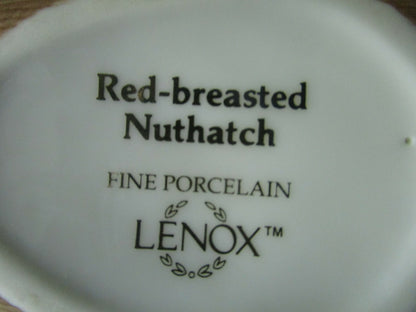 Red-breasted
Nuthatch
FINE PORCELAIN
LENOX™